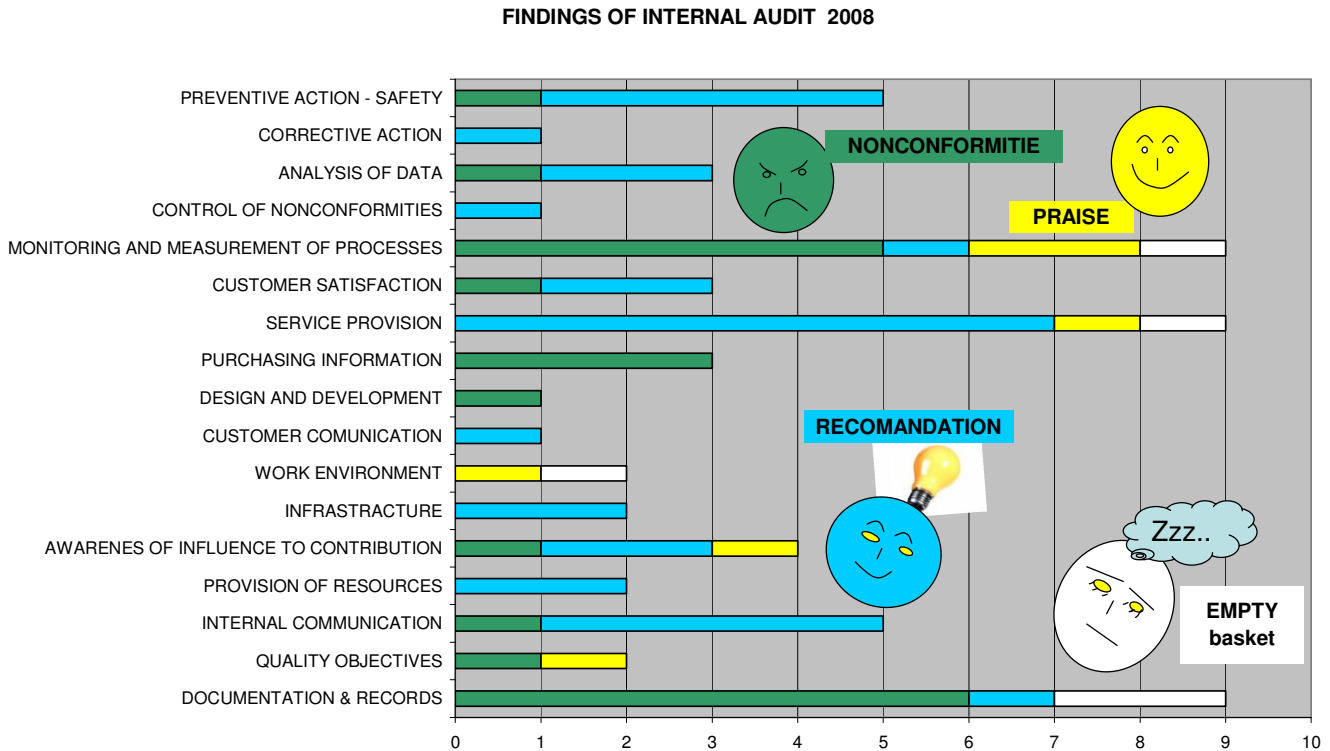 FINDINGS OF INTERNAL AUDIT 2008
PREVENTIVE ACTION - SAFETY
CORRECTIVE ACTION
NONCONFORMITIE
ANALYSIS OF DATA
CONTROL OF NONCONFORMITIES
PRAISE
MONITORING AND MEASUREMENT OF PROCESSES
CUSTOMER SATISFACTION
SERVICE PROVISION
PURCHASING INFORMATION
DESIGN AND DEVELOPMENT
RECOMANDATION
CUSTOMER COMUNICATION
WORK ENVIRONMENT
INFRASTRACTURE
Zzz..
AWARENES OF INFLUENCE TO CONTRIBUTION
PROVISION OF RESOURCES
EMPTY
basket
INTERNAL COMMUNICATION
QUALITY OBJECTIVES
DOCUMENTATION & RECORDS
0 1 2 3 4 5 6 7 8 9 10